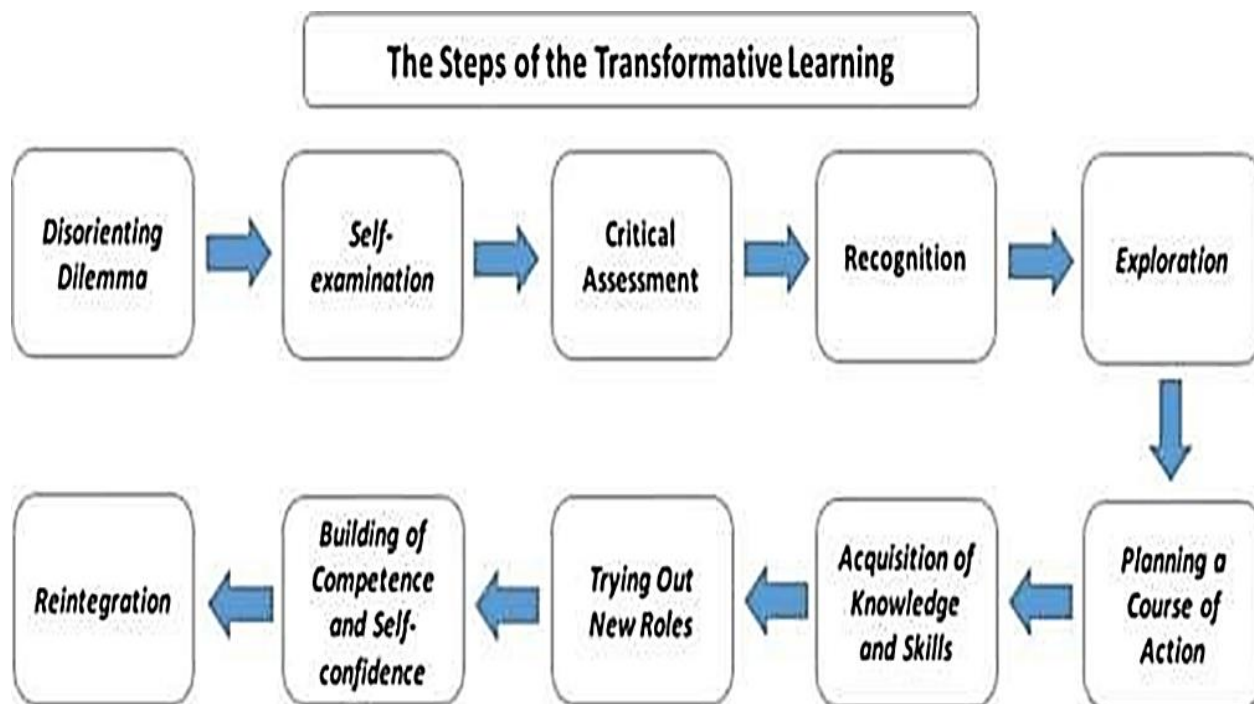 The Steps of the Transformative Learning
Disorienting
Dilemma
Self-
examination
Critical
Assessment
Recognition
Exploration
Planning a
Course of
Action
Acquisition of
Knowledge
and Skills
Trying Out
New Roles
Building of
Competence
and Self-
confidence
Reintegration